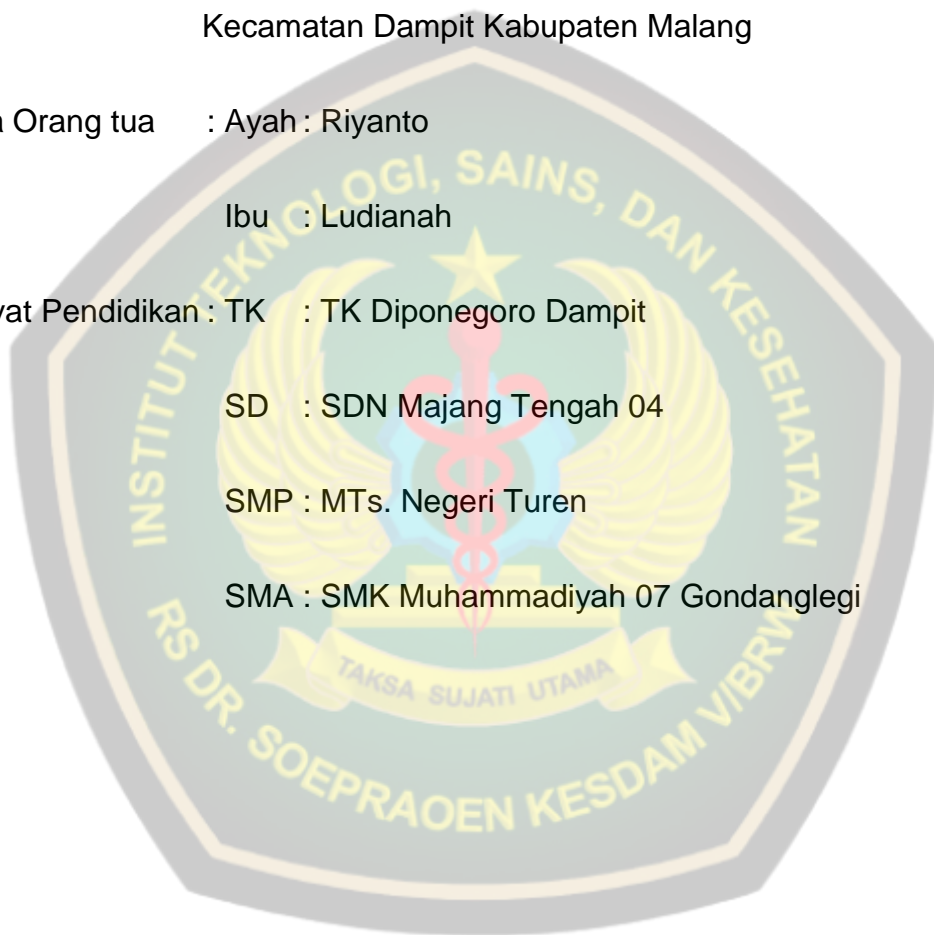 Kecamatan Dampit Kabupaten Malang
a Orang tua : Ayah : Riyanto
Ibu : Ludianah
yat Pendidikan : TK : TK Diponegoro Dampit
SD : SDN Majang Tengah 04
SMP : MTs. Negeri Turen
SMA : SMK Muhammadiyah 07 Gondanglegi
INSTITUT TEKNOLOGI, SAINS, DAN KESEHATAN
TAKSA SUJATI UTAMA
RS DR. SOEPRAOEN KESDAM V/BRW